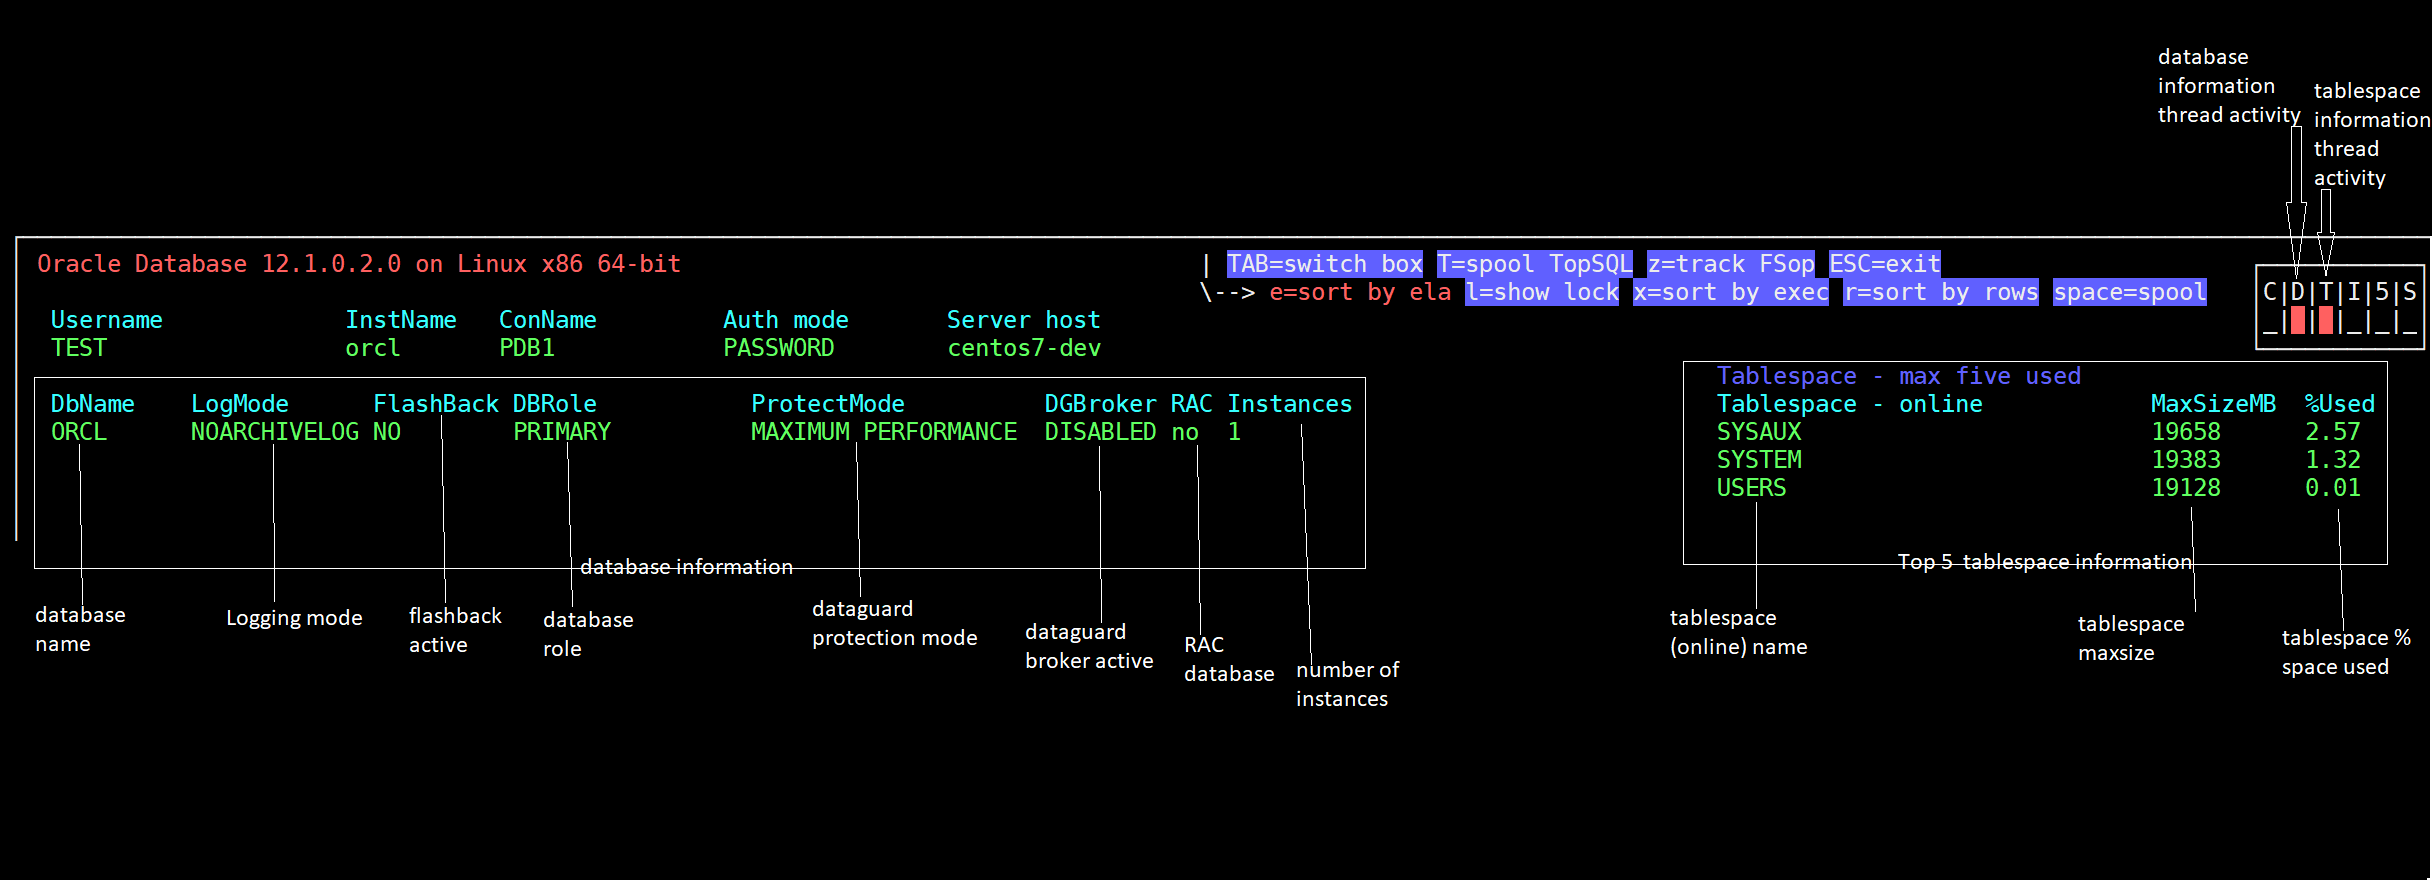 database
information
thread activity
tablespace
information
thread
activity
Oracle Database 12.1.0.2.0 on Linux x86 64-bit
| TAB=switch box T=spool TopSQL z=track FSop ESC=exit
\--> e=sort by ela l=show lock x=sort by exec r=sort by rows space=spool
C|D|T|I|5|S
_| | |_|_|_
Username InstName ConName Auth mode Server host
TEST orcl PDB1 PASSWORD centos7-dev
DbName LogMode FlashBack DBRole ProtectMode DGBroker RAC Instances
ORCL NOARCHIVELOG NO PRIMARY MAXIMUM PERFORMANCE DISABLED no 1
database information
database
name
Logging mode
flashback
active
database
role
dataguard
protection mode
dataguard
broker active
RAC
database
number of
instances
Tablespace - max five used
Tablespace - online MaxSizeMB %Used
SYSAUX 19658 2.57
SYSTEM 19383 1.32
USERS 19128 0.01
Top 5 tablespace information
tablespace
(online) name
tablespace
maxsize
tablespace %
space used